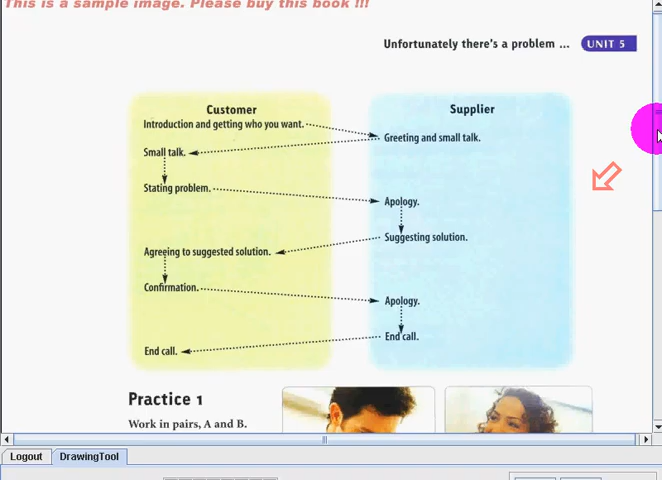 This is a sample image. Please buy this book !!!
Unfortunately there's a problem ... UNIT 5
Customer
Supplier
Introduction and getting who you want.
Greeting and small talk.
Small talk.
Stating problem.
Apology.
Suggesting solution.
Agreeing to suggested solution.
Confirmation.
Apology.
End call.
End call.
Practice 1
Work in pairs, A and B.
Logout DrawingTool